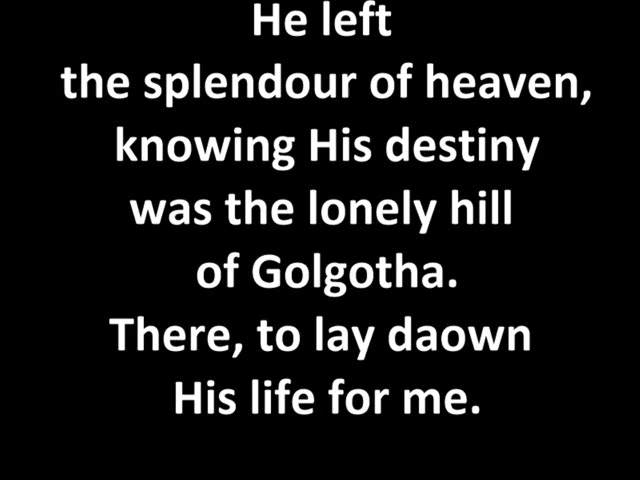 He left
the splendour of heaven,
knowing His destiny
was the lonely hill
of Golgotha.
There, to lay daown
His life for me.